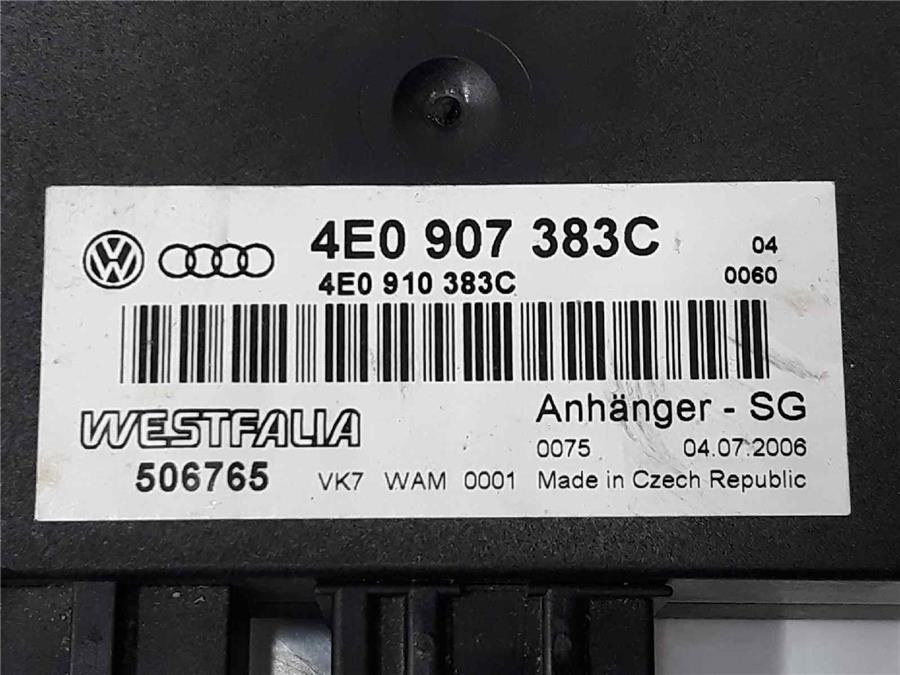 4E0 907 383C 04
4E0 910 383C 0060
WESTFALIA Anhänger - SG
0075 04.07.2006
506765 VK7 WAM 0001 Made in Czech Republic